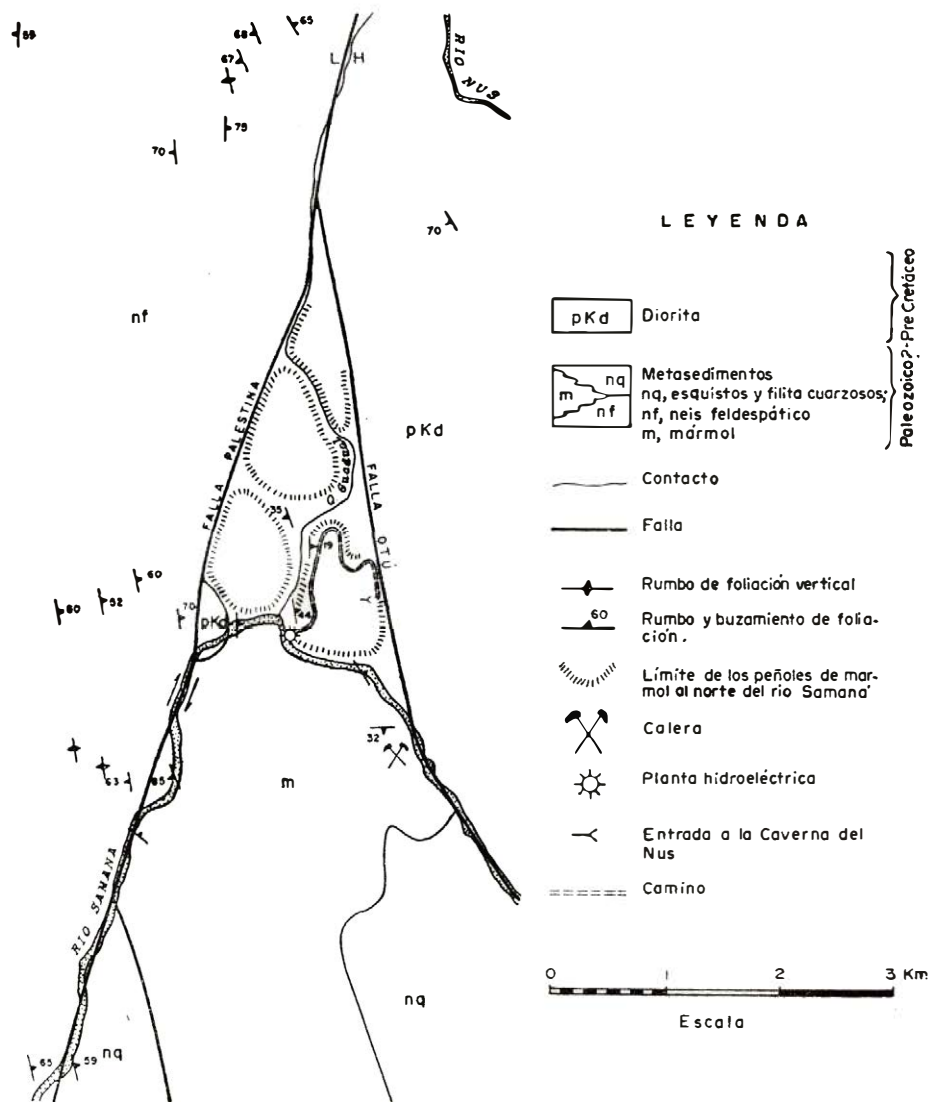 59
68
65
67
L H
RIO
NUS
79
70
70
LEYENDA
nf
pKd
Diorita
Pre Cretáceo
Paleozoico?-
m
nq
nf
Metasedimentos
nq, esquistos y filita cuarzosos;
nf, neis feldespático
m, mármol
FALLA PALESTINA
pKd
Contacto
FALLA OTÚ
Falla
35
19
60
52
60
70
pKd
44
Rumbo de foliación vertical
60
Rumbo y buzamiento de folia-
ción.
Límite de los peñoles de mar-
mol al norte del rio Samaná
32
Calera
63
65
m
Planta hidroeléctrica
Entrada a la Caverna del
Nus
Camino
RIO SAMANA
0 1 2 3 Km
Escala
nq
nq
65
59